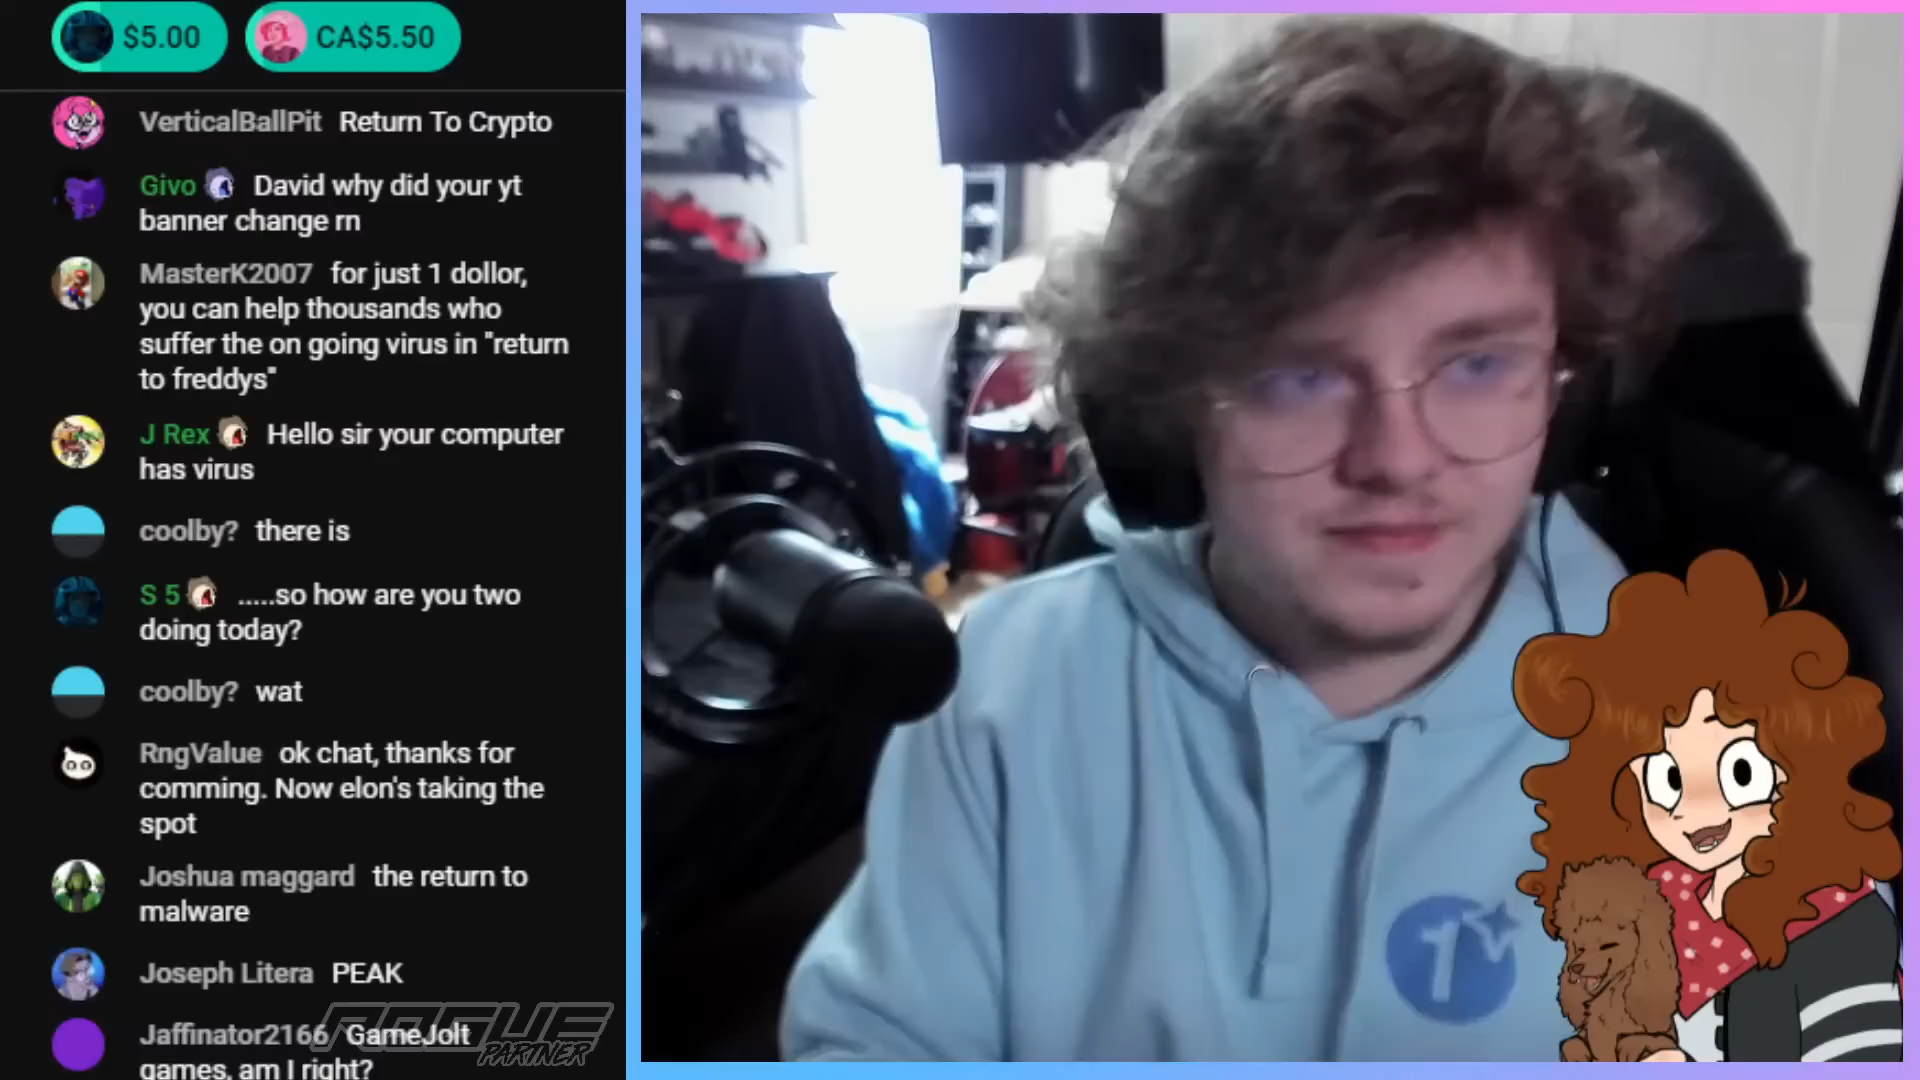 $5.00
CA$5.50
VerticalBallPit Return To Crypto
Givo David why did your yt
banner change rn
MasterK2007 for just 1 dollor,
you can help thousands who
suffer the on going virus in "return
to freddys"
J Rex Hello sir your computer
has virus
coolby? there is
S 5 .....so how are you two
doing today?
coolby? wat
RngValue ok chat, thanks for
comming. Now elon's taking the
spot
Joshua maggard the return to
malware
Joseph Litera PEAK
Jaffinator2166 GameJolt
games, am I right?
ROGUE
PARTNER
1